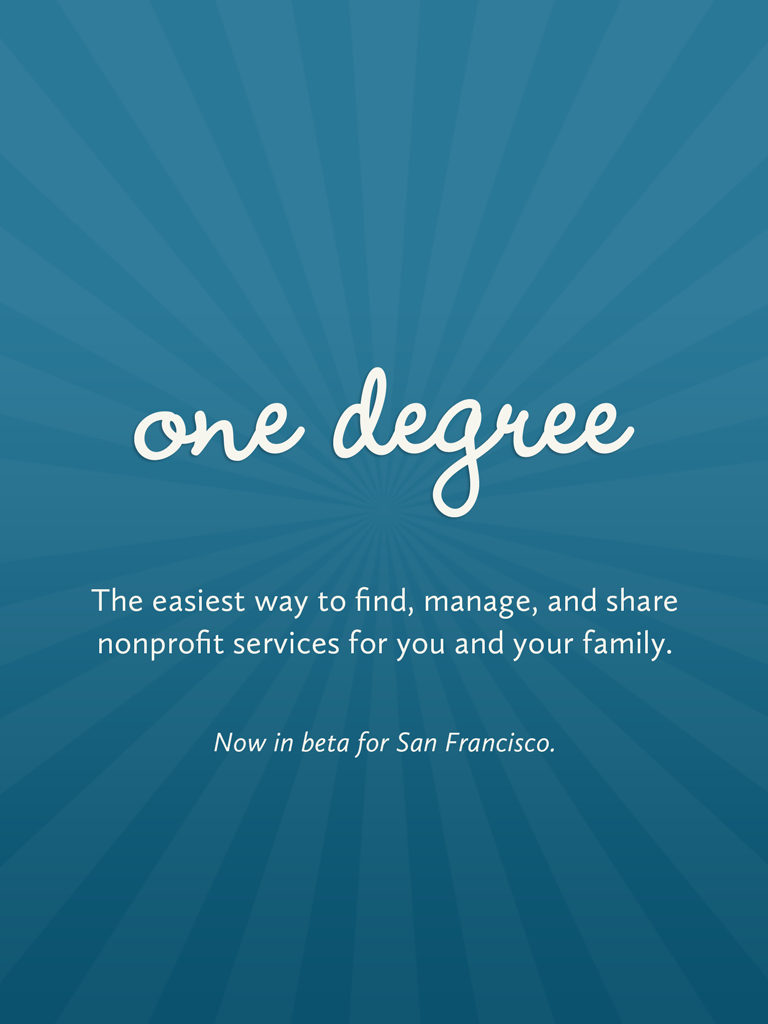 one degree
The easiest way to find, manage, and share
nonprofit services for you and your family.
Now in beta for San Francisco.